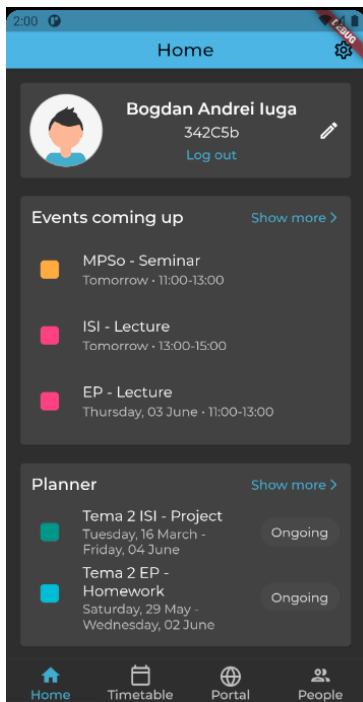 2:00
DEBUG
Home
Bogdan Andrei Iuga
342C5b
Log out
Events coming up
Show more >
MPSo - Seminar
Tomorrow • 11:00-13:00
ISI - Lecture
Tomorrow • 13:00-15:00
EP - Lecture
Thursday, 03 June • 11:00-13:00
Planner
Show more >
Tema 2 ISI - Project
Tuesday, 16 March -
Friday, 04 June
Ongoing
Tema 2 EP -
Homework
Saturday, 29 May -
Wednesday, 02 June
Ongoing
Home
Timetable
Portal
People